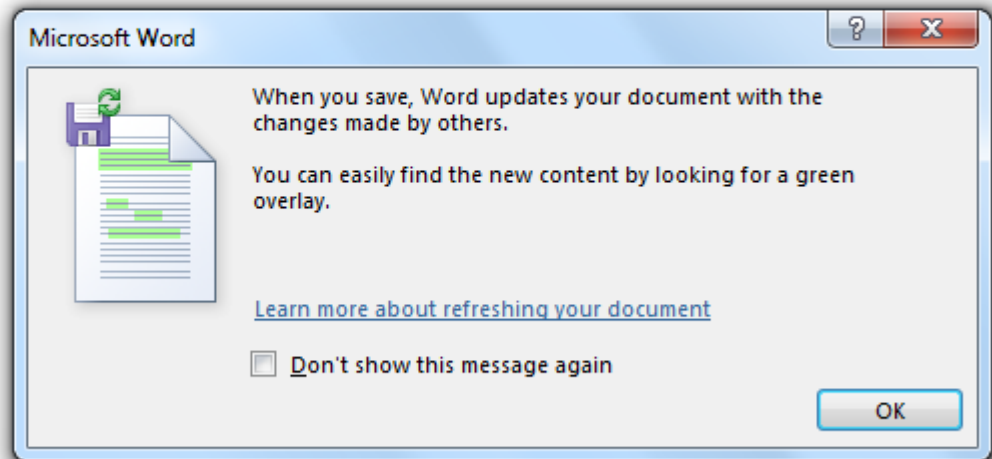 Microsoft Word
When you save, Word updates your document with the
changes made by others.
You can easily find the new content by looking for a green
overlay.
Learn more about refreshing your document
Don't show this message again
OK